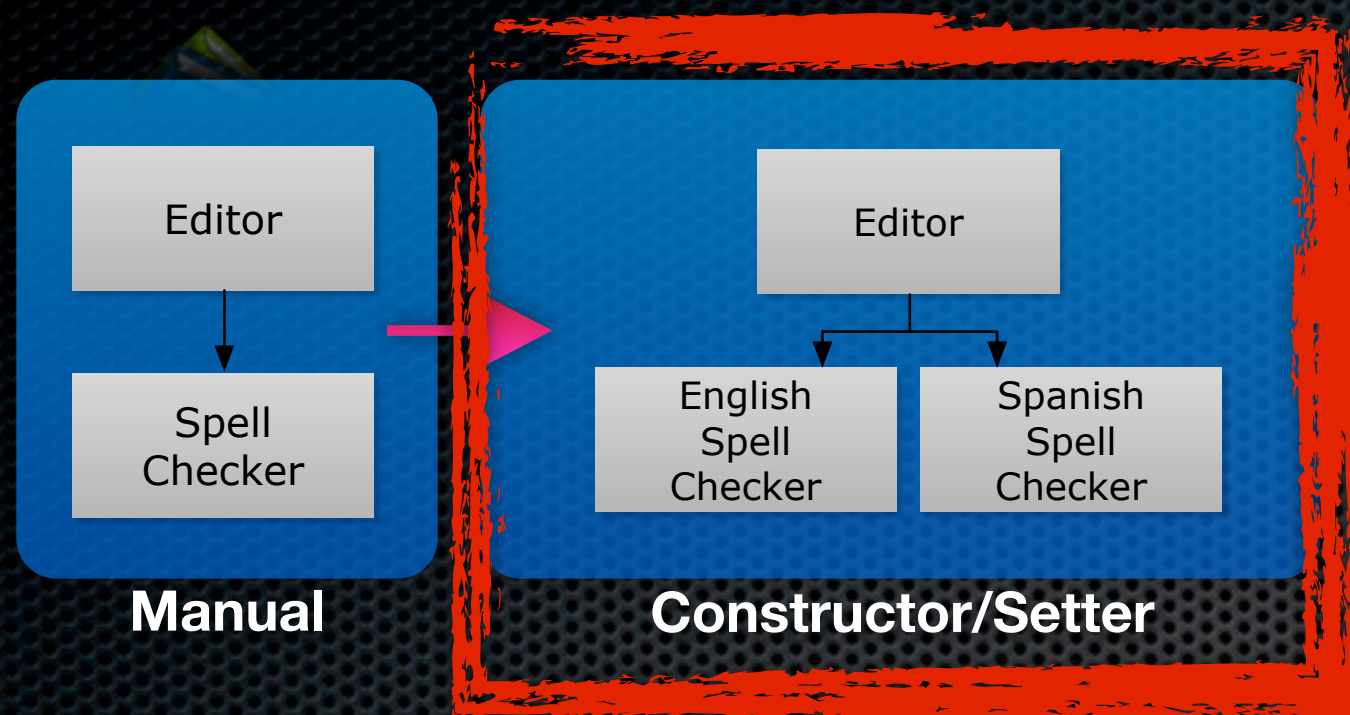 Editor
Spell
Checker
Manual
Editor
English
Spell
Checker
Spanish
Spell
Checker
Constructor/Setter